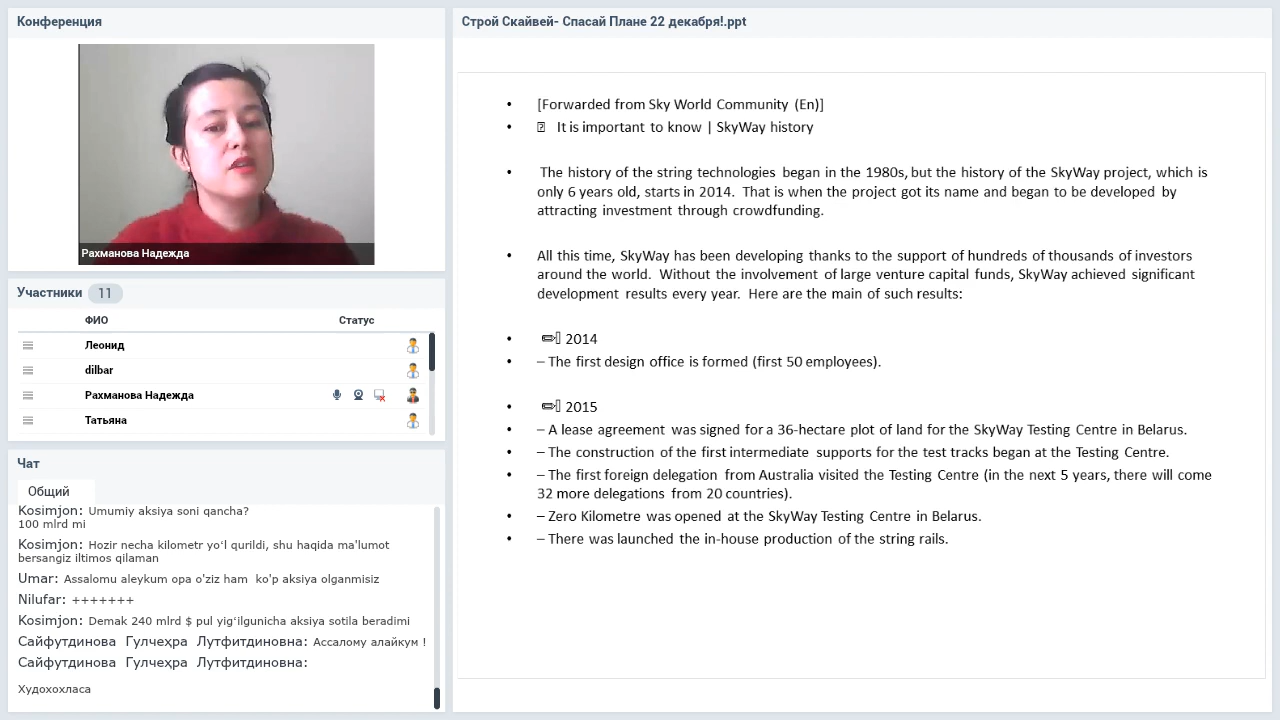 Конференция
Рахманова Надежда
Участники 11
ФИО Статус
Леонид
dilbar
Рахманова Надежда
Татьяна
Чат
Общий
Kosimjon: Umumiy aksiya soni qancha?
100 mlrd mi
Kosimjon: Hozir necha kilometr yoʻl qurildi, shu haqida ma'lumot
bersangiz iltimos qilaman
Umar: Assalomu aleykum opa o'ziz ham ko'p aksiya olganmisiz
Nilufar: +++++++
Kosimjon: Demak 240 mlrd $ pul yigʻilgunicha aksiya sotila beradimi
Сайфутдинова Гулчеҳра Лутфитдиновна: Ассалому алайкум !
Сайфутдинова Гулчеҳра Лутфитдиновна:
Худохохласа
Строй Скайвей- Спасай Плане 22 декабря!.ppt
• [Forwarded from Sky World Community (En)]
• It is important to know | SkyWay history
• The history of the string technologies began in the 1980s, but the history of the SkyWay project, which is
only 6 years old, starts in 2014. That is when the project got its name and began to be developed by
attracting investment through crowdfunding.
• All this time, SkyWay has been developing thanks to the support of hundreds of thousands of investors
around the world. Without the involvement of large venture capital funds, SkyWay achieved significant
development results every year. Here are the main of such results:
• ✏ 2014
• – The first design office is formed (first 50 employees).
• ✏ 2015
• – A lease agreement was signed for a 36-hectare plot of land for the SkyWay Testing Centre in Belarus.
• – The construction of the first intermediate supports for the test tracks began at the Testing Centre.
• – The first foreign delegation from Australia visited the Testing Centre (in the next 5 years, there will come
32 more delegations from 20 countries).
• – Zero Kilometre was opened at the SkyWay Testing Centre in Belarus.
• – There was launched the in-house production of the string rails.